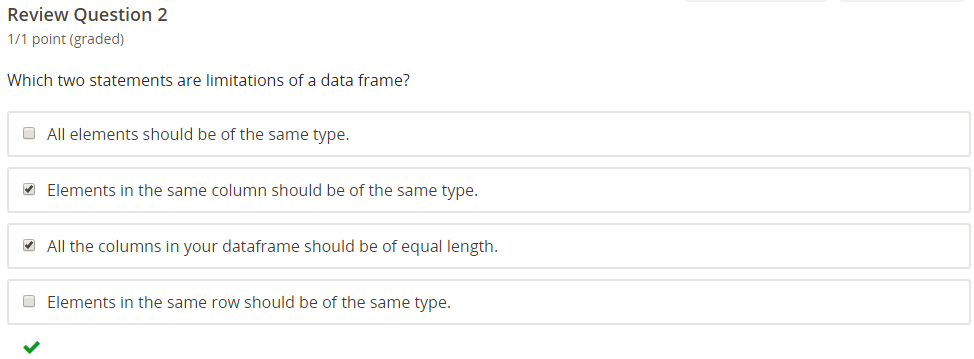 Review Question 2
1/1 point (graded)
Which two statements are limitations of a data frame?
All elements should be of the same type.
Elements in the same column should be of the same type.
All the columns in your dataframe should be of equal length.
Elements in the same row should be of the same type.